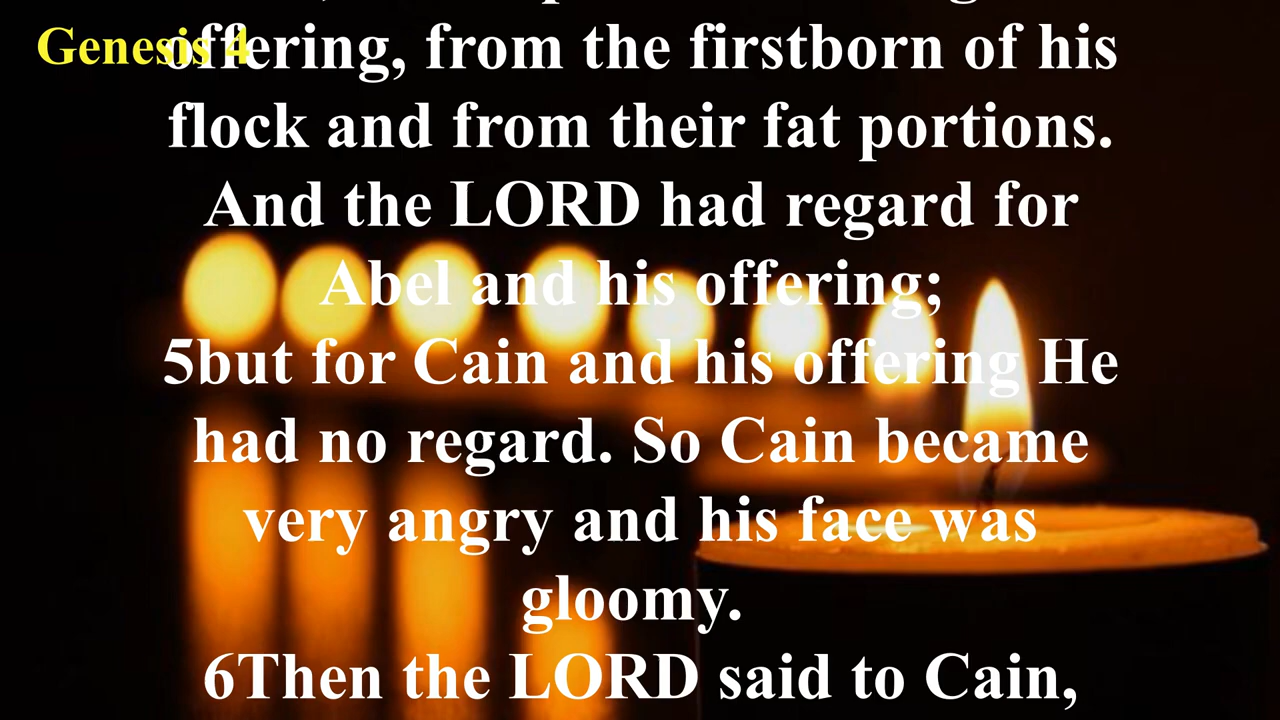 Genesis 4
offering, from the firstborn of his
flock and from their fat portions.
And the LORD had regard for
Abel and his offering;
5but for Cain and his offering He
had no regard. So Cain became
very angry and his face was
gloomy.
6Then the LORD said to Cain,